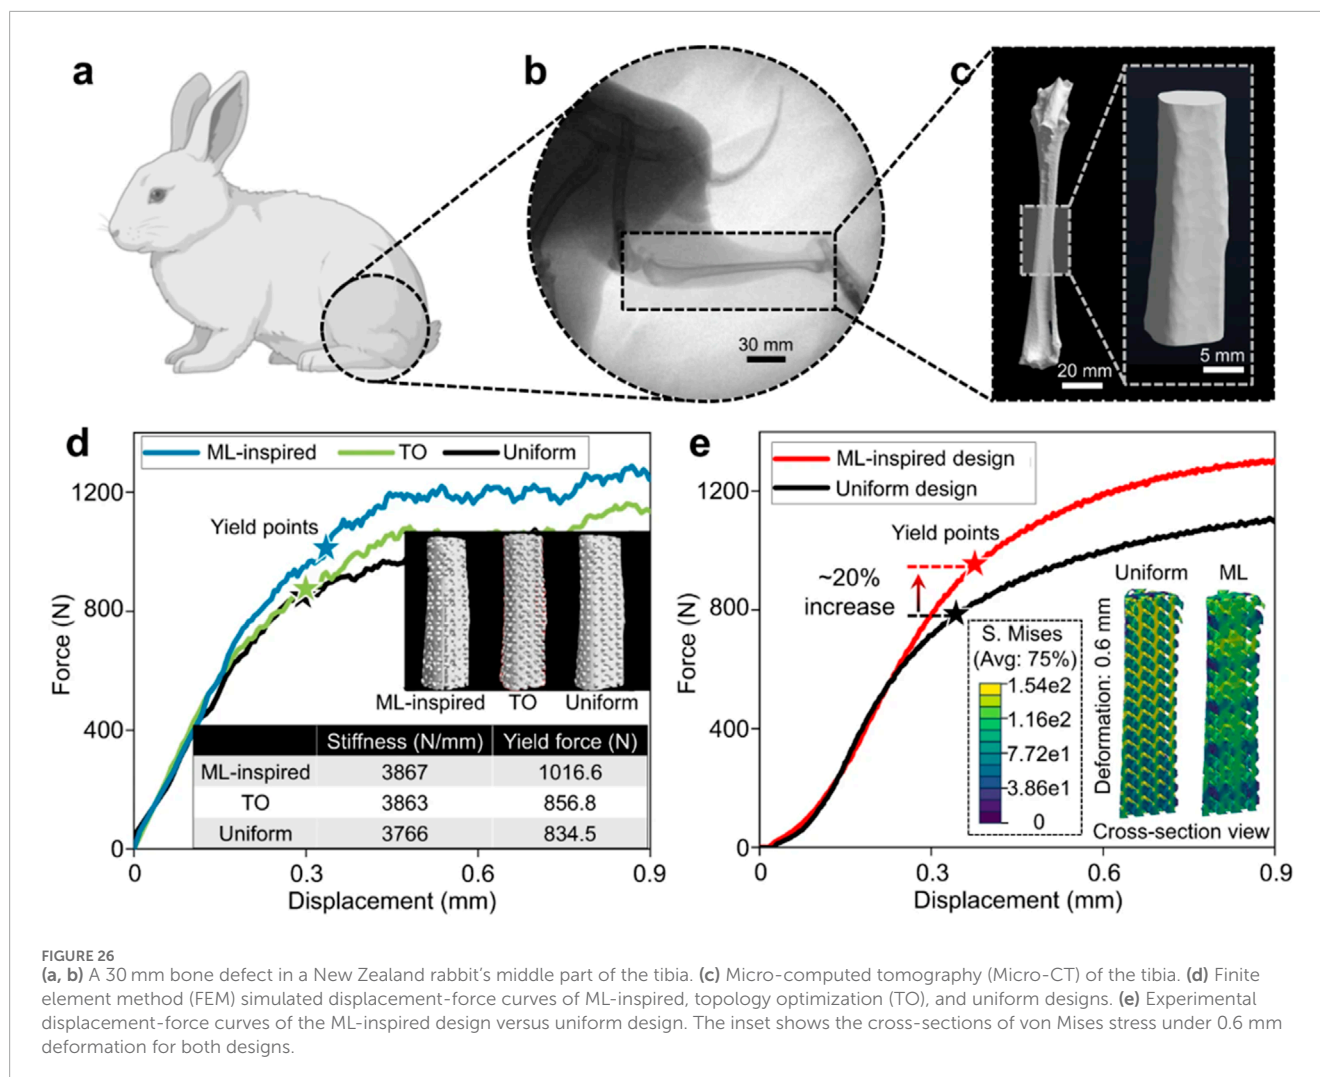 a
b
c
30 mm
20 mm
5 mm
d
ML-inspired
TO
Uniform
1200
800
400
0
Force (N)
Yield points
ML-inspired
TO
Uniform
Stiffness (N/mm)
Yield force (N)
ML-inspired
3867
1016.6
TO
3863
856.8
Uniform
3766
834.5
0
0.3
0.6
0.9
Displacement (mm)
e
ML-inspired design
Uniform design
1200
800
400
0
Force (N)
Yield points
~20%
increase
Uniform
ML
S. Mises
(Avg: 75%)
1.54e2
1.16e2
7.72e1
3.86e1
0
Deformation: 0.6 mm
Cross-section view
0
0.3
0.6
0.9
Displacement (mm)
FIGURE 26
(a, b) A 30 mm bone defect in a New Zealand rabbit's middle part of the tibia. (c) Micro-computed tomography (Micro-CT) of the tibia. (d) Finite
element method (FEM) simulated displacement-force curves of ML-inspired, topology optimization (TO), and uniform designs. (e) Experimental
displacement-force curves of the ML-inspired design versus uniform design. The inset shows the cross-sections of von Mises stress under 0.6 mm
deformation for both designs.